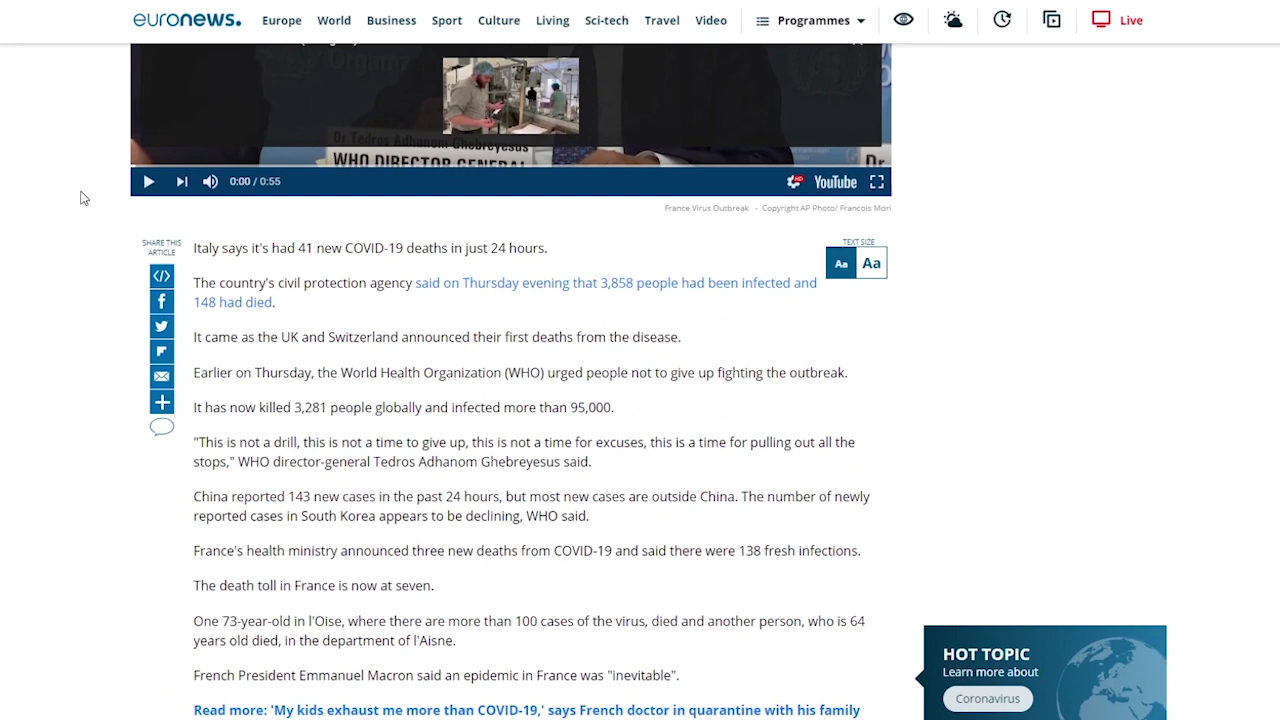 euronews.
Europe World Business Sport Culture Living Sci-tech Travel Video Programmes Live
Dr Tedros Adhanom Ghebreyesus
WHO DIRECTOR GENERAL
Dr
0:00 / 0:55
HD
YouTube
France Virus Outbreak - Copyright AP Photo/ Francois Mori
SHARE THIS
ARTICLE
TEXT SIZE
Aa Aa
Italy says it's had 41 new COVID-19 deaths in just 24 hours.
The country's civil protection agency said on Thursday evening that 3,858 people had been infected and
148 had died.
It came as the UK and Switzerland announced their first deaths from the disease.
Earlier on Thursday, the World Health Organization (WHO) urged people not to give up fighting the outbreak.
It has now killed 3,281 people globally and infected more than 95,000.
"This is not a drill, this is not a time to give up, this is not a time for excuses, this is a time for pulling out all the
stops," WHO director-general Tedros Adhanom Ghebreyesus said.
China reported 143 new cases in the past 24 hours, but most new cases are outside China. The number of newly
reported cases in South Korea appears to be declining, WHO said.
France's health ministry announced three new deaths from COVID-19 and said there were 138 fresh infections.
The death toll in France is now at seven.
One 73-year-old in l'Oise, where there are more than 100 cases of the virus, died and another person, who is 64
years old died, in the department of l'Aisne.
French President Emmanuel Macron said an epidemic in France was "inevitable".
Read more: 'My kids exhaust me more than COVID-19,' says French doctor in quarantine with his family
HOT TOPIC
Learn more about
Coronavirus